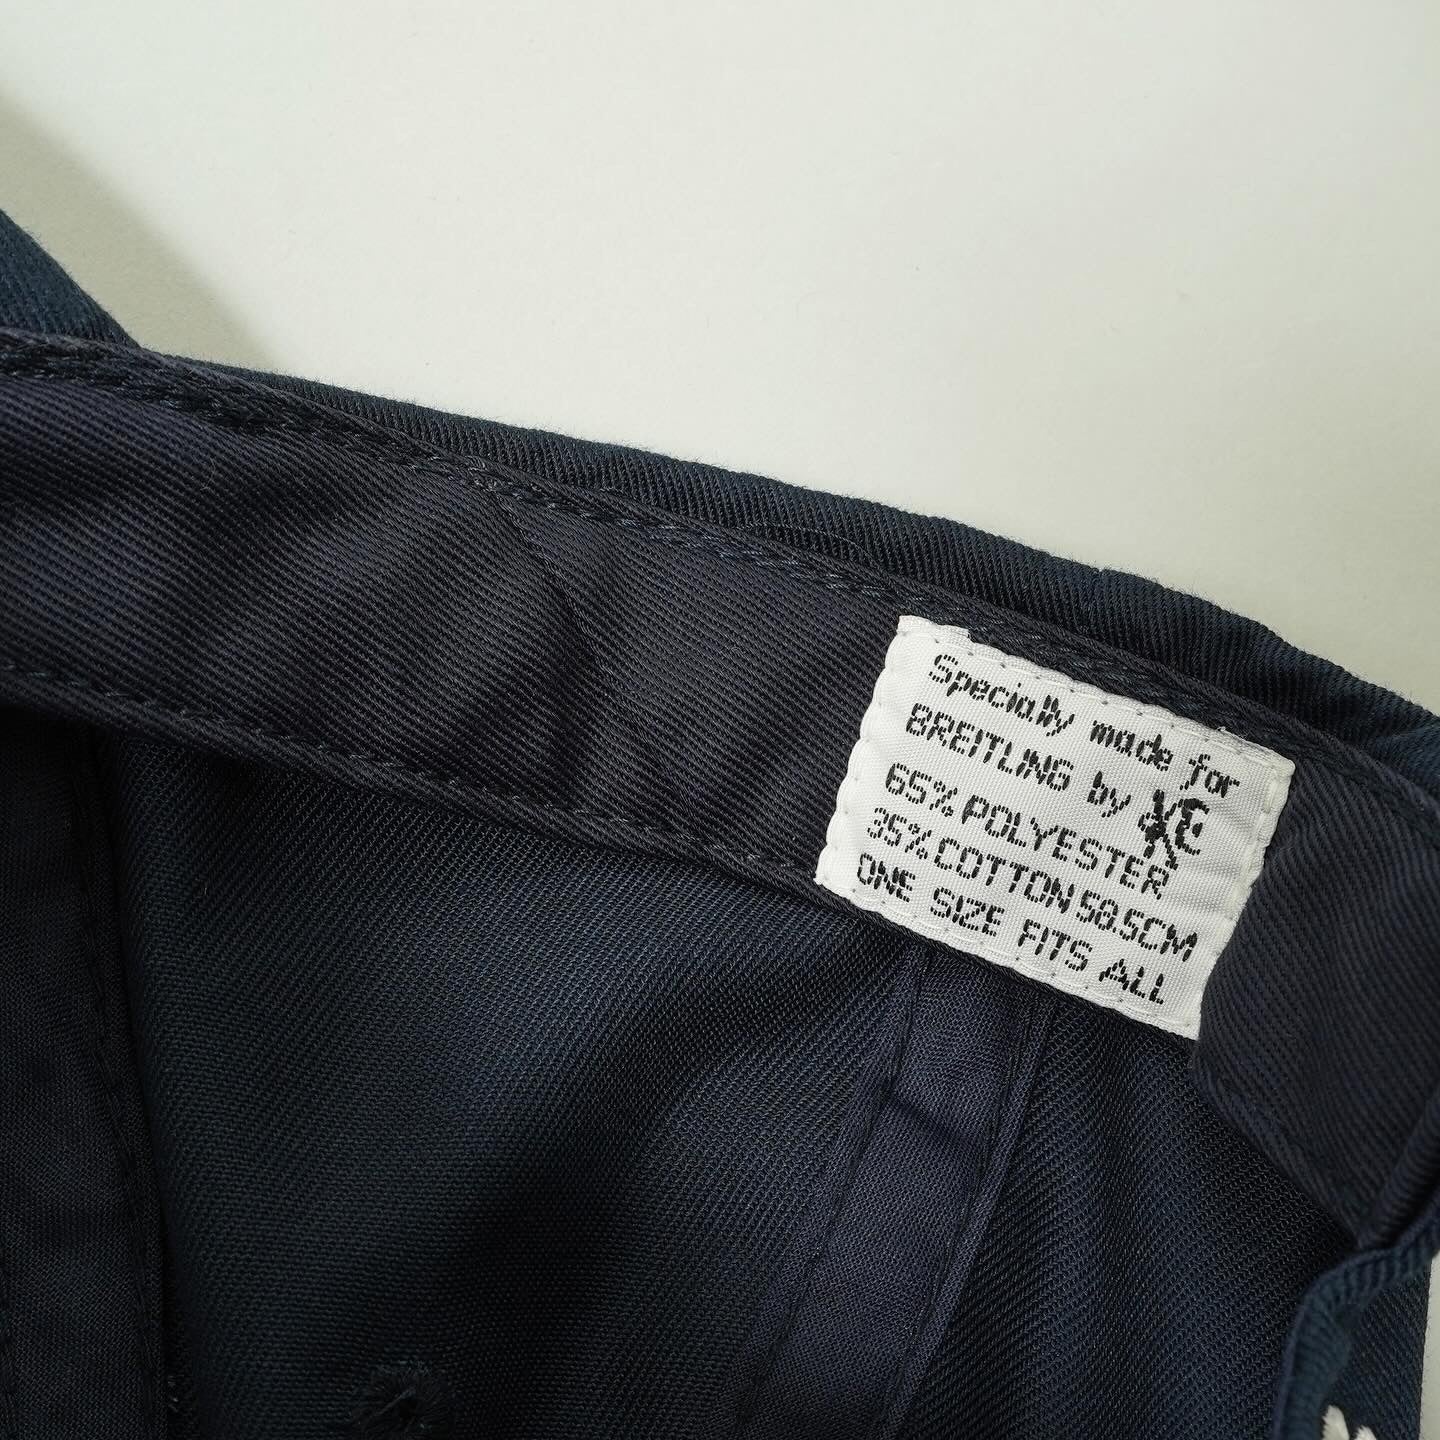 Specially made for
BREITLING by
65% POLYESTER
35% COTTON 58.5CM
ONE SIZE FITS ALL